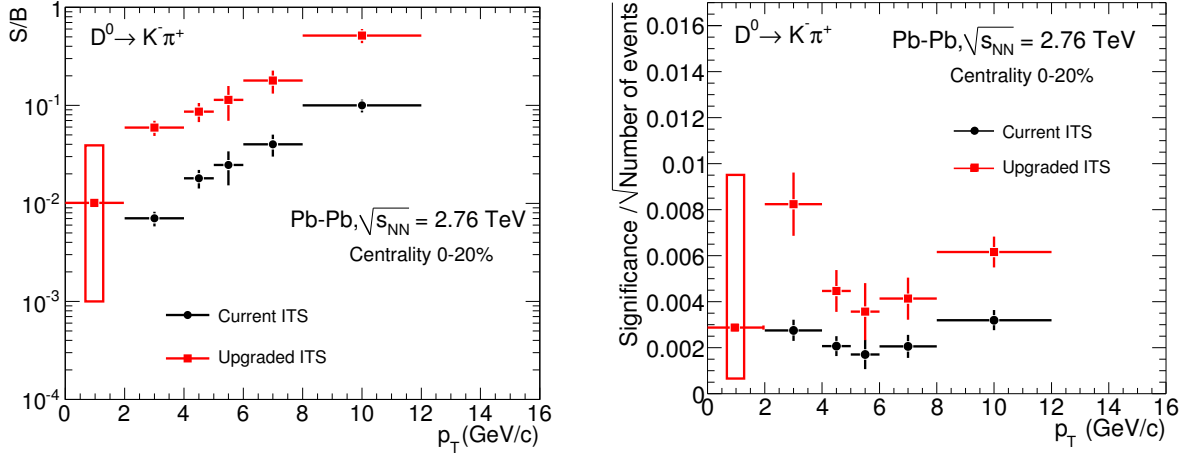 S/B
D⁰→ K⁻π⁺
1
10⁻¹
10⁻²
10⁻³
10⁻⁴
Pb-Pb,√s_NN = 2.76 TeV
Centrality 0-20%
Current ITS
Upgraded ITS
0 2 4 6 8 10 12 14 16
p_T (GeV/c)
Significance /√Number of events
D⁰→ K⁻π⁺
Pb-Pb,√s_NN = 2.76 TeV
Centrality 0-20%
Current ITS
Upgraded ITS
0.016
0.014
0.012
0.01
0.008
0.006
0.004
0.002
0
0 2 4 6 8 10 12 14 16
p_T (GeV/c)